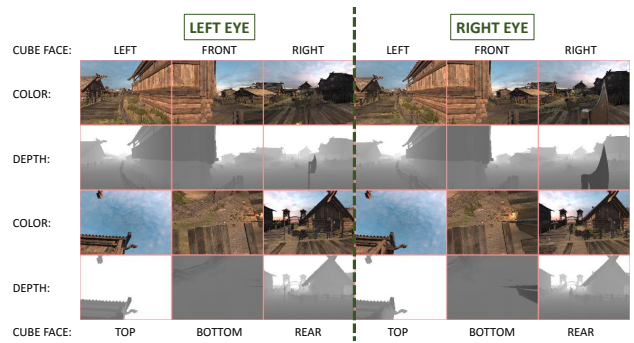 LEFT EYE RIGHT EYE
CUBE FACE: LEFT FRONT RIGHT LEFT FRONT RIGHT
COLOR:
DEPTH:
COLOR:
DEPTH:
CUBE FACE: TOP BOTTOM REAR TOP BOTTOM REAR